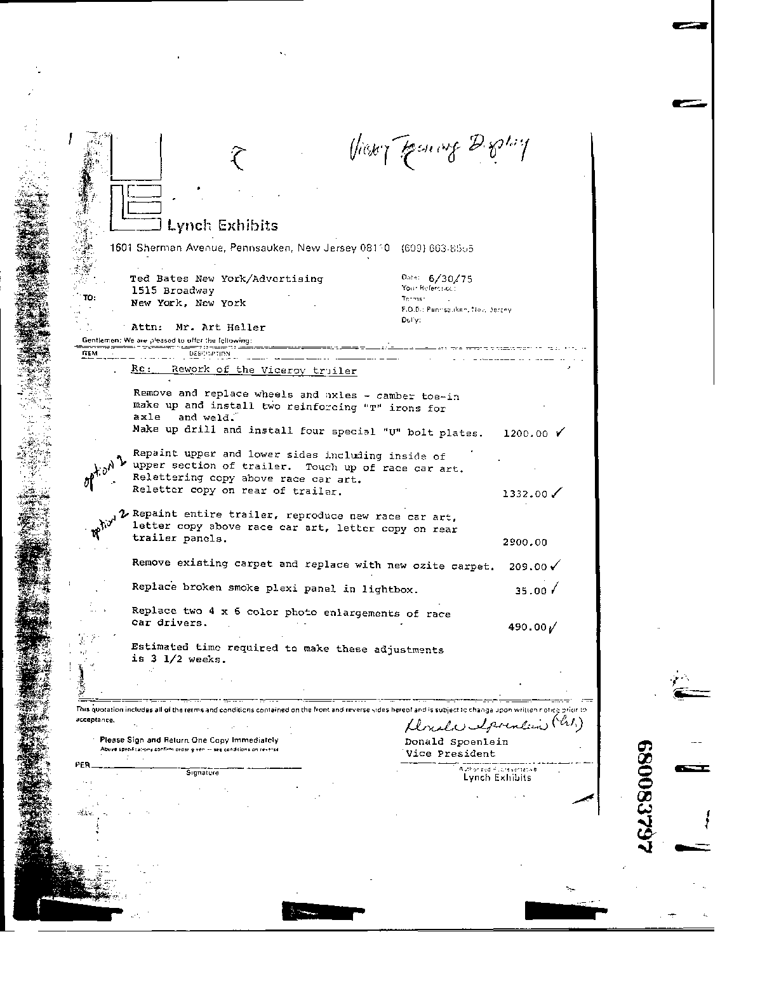 Display
Lynch Exhibits
1601 Sherman Avenue, Pennsauken, New Jersey 08110 (609)
Ted Bates New York/Advertising
Date: 6/30/75
1515 Broadway
Your Reference:
TO:
New York, New York
Terms:
F.O.B.: Pennsauken, New Jersey
Dely:
Attn: Mr. Art Heller
Gentlemen: We are pleased to offer the following:
ITEM DESCRIPTION
Re: Rework of the Viceroy trailer
Remove and replace wheels and axles - camber toe-in
make up and install two reinforcing "T" irons for
axle and weld.
Make up drill and install four special "U" bolt plates. 1200.00 ✓
option 2 Repaint upper and lower sides including inside of
upper section of trailer. Touch up of race car art.
Relettering copy above race car art.
Reletter copy on rear of trailer. 1332.00 ✓
option 2 Repaint entire trailer, reproduce new race car art,
letter copy above race car art, letter copy on rear
trailer panels. 2900.00
Remove existing carpet and replace with new ozite carpet. 209.00 ✓
Replace broken smoke plexi panel in lightbox. 35.00 ✓
Replace two 4 x 6 color photo enlargements of race
car drivers. 490.00 ✓
Estimated time required to make these adjustments
is 3 1/2 weeks.
This quotation includes all of the terms and conditions contained on the front and reverse sides hereof and is subject to change upon written notice prior to
acceptance.
Please Sign and Return One Copy Immediately
Above specifications confirm order given — see conditions on reverse
Donald Spoenlein
Vice President
PER
Signature
Authorized Representative
Lynch Exhibits
680083797